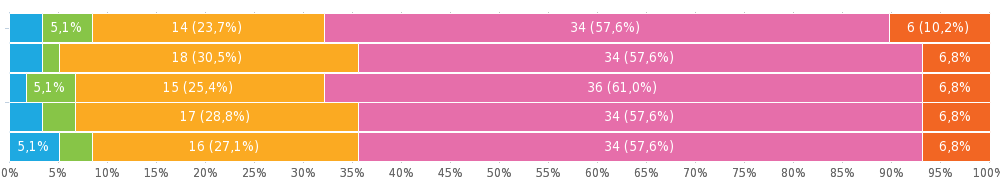 5,1% 14 (23,7%) 34 (57,6%) 6 (10,2%)
18 (30,5%) 34 (57,6%) 6,8%
5,1% 15 (25,4%) 36 (61,0%) 6,8%
17 (28,8%) 34 (57,6%) 6,8%
5,1% 16 (27,1%) 34 (57,6%) 6,8%
0% 5% 10% 15% 20% 25% 30% 35% 40% 45% 50% 55% 60% 65% 70% 75% 80% 85% 90% 95% 100%